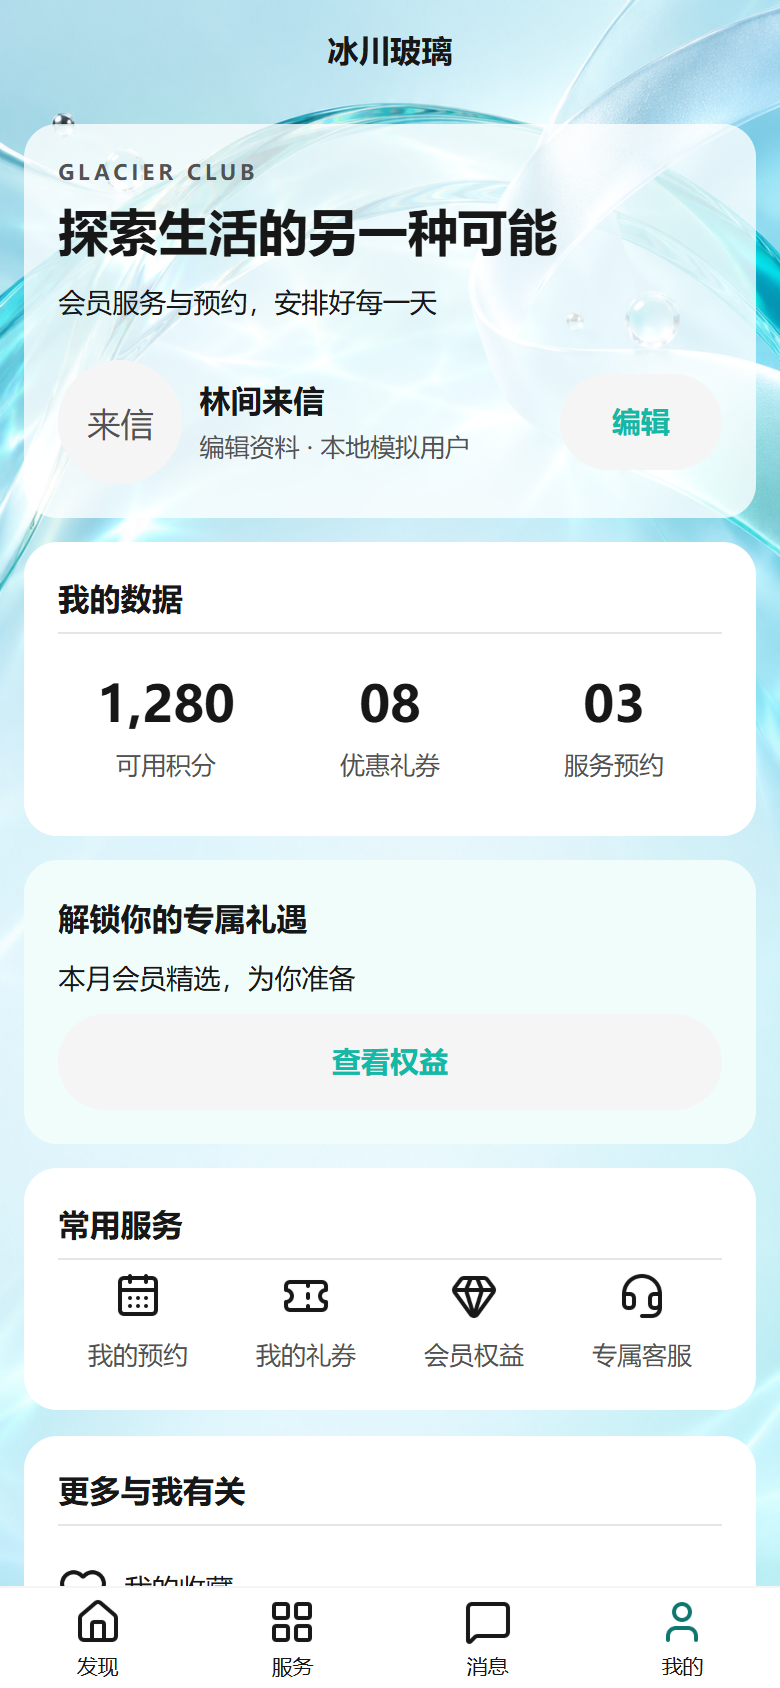 冰川玻璃
GLACIER CLUB
探索生活的另一种可能
会员服务与预约，安排好每一天
来信
林间来信
编辑资料 · 本地模拟用户
编辑
我的数据
1,280
08
03
可用积分
优惠礼券
服务预约
解锁你的专属礼遇
本月会员精选，为你准备
查看权益
常用服务
我的预约
我的礼券
会员权益
专属客服
更多与我有关
我的收藏
发现
服务
消息
我的